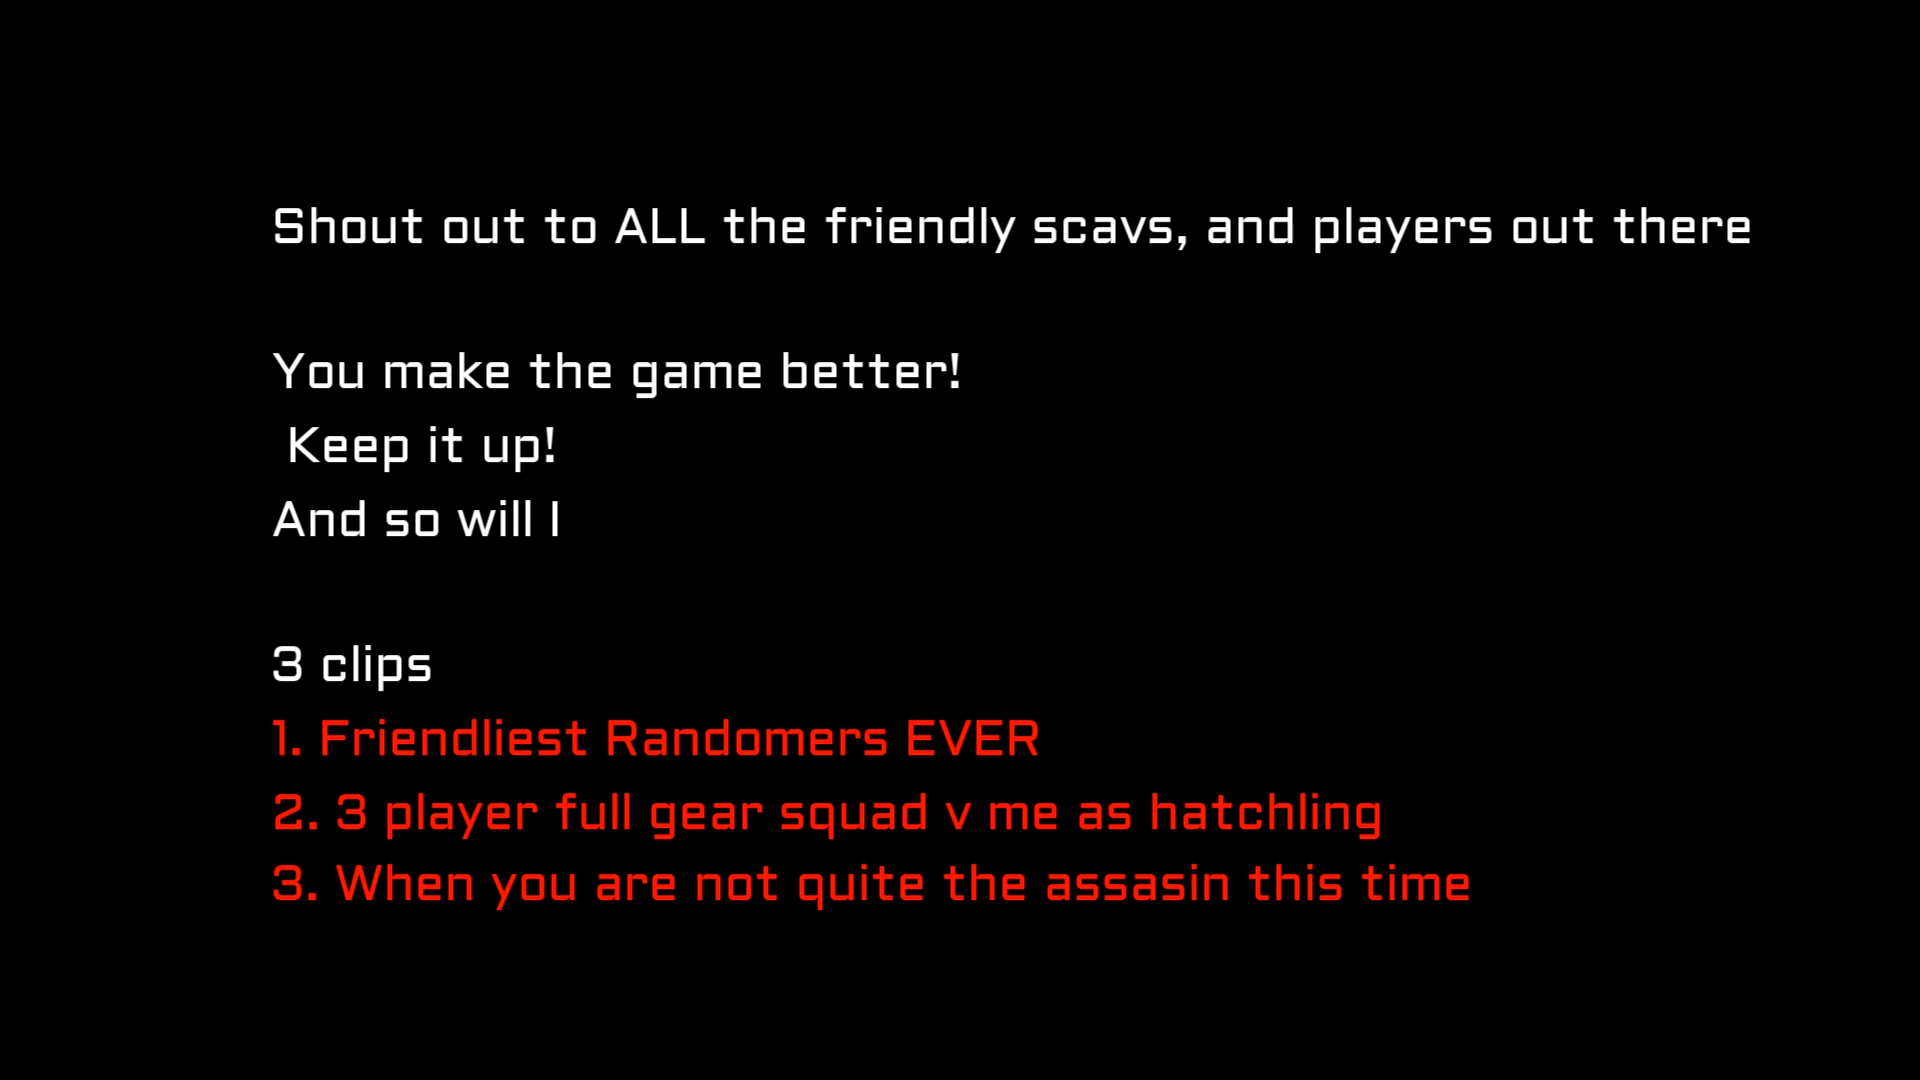 Shout out to ALL the friendly scavs, and players out there
You make the game better!
Keep it up!
And so will I
3 clips
1. Friendliest Randomers EVER
2. 3 player full gear squad v me as hatchling
3. When you are not quite the assasin this time